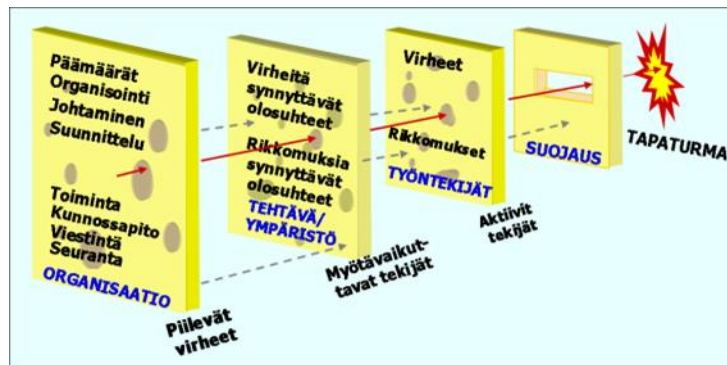 Päämäärät
Organisointi
Johtaminen
Suunnittelu
Toiminta
Kunnossapito
Viestintä
Seuranta
ORGANISAATIO
Piilevät
virheet
Virheitä
synnyttävät
olosuhteet
Rikkomuksia
synnyttävät
olosuhteet
TEHTÄVÄ/
YMPÄRISTÖ
Myötävaikut-
tavat tekijät
Virheet
Rikkomukset
TYÖNTEKIJÄT
Aktiivit
tekijät
SUOJAUS
TAPATURMA